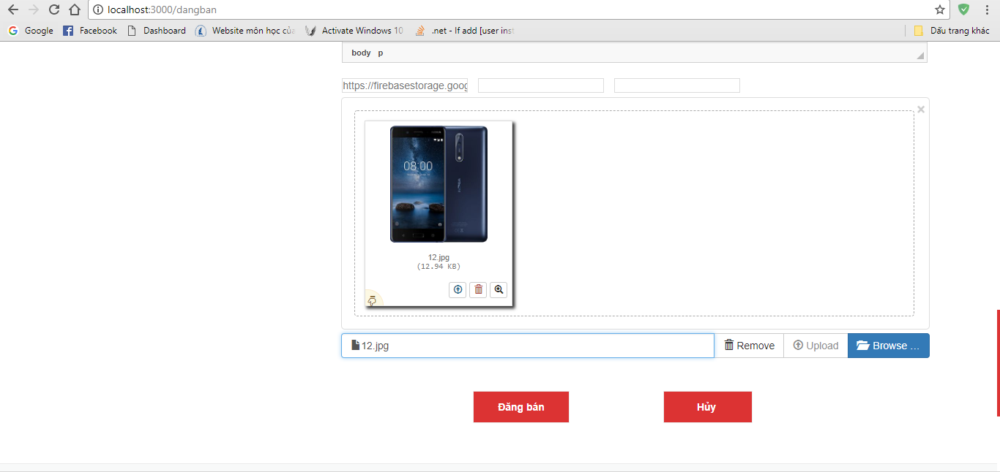 localhost:3000/dangban
Google Facebook Dashboard Website môn học củ Activate Windows 10 .net - If add [user inst Dấu trang khác
body p
https://firebasestorage.goog
08:00
NOKIA
12.jpg
(12.94 KB)
12.jpg Remove Upload Browse ...
Đăng bán Hủy